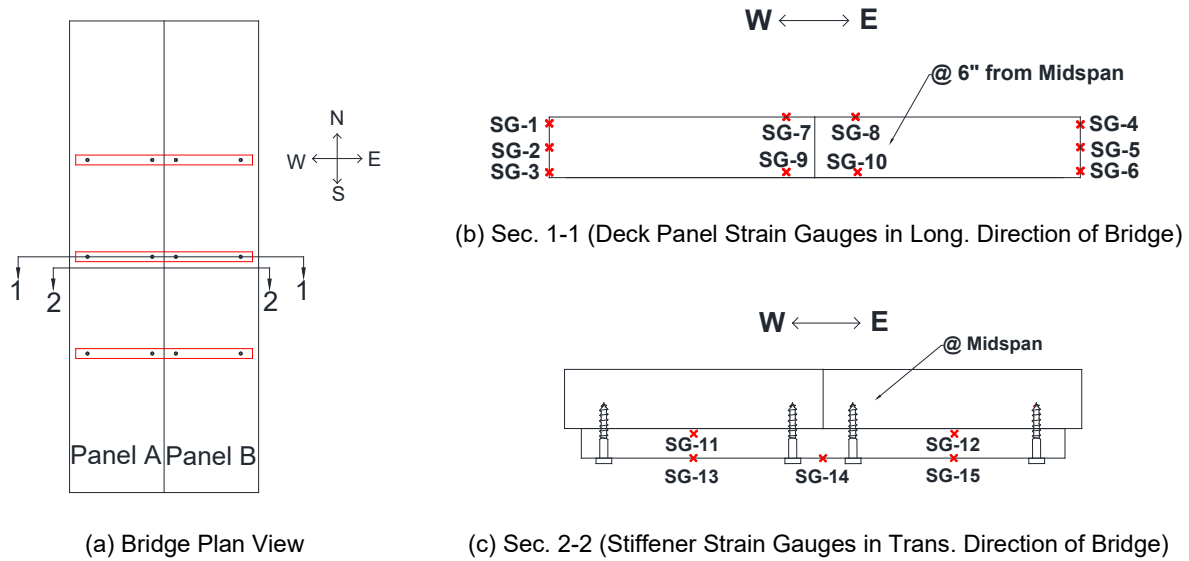 N
W E
S
1 1
2 2
Panel A Panel B
(a) Bridge Plan View
W E
@ 6" from Midspan
SG-1 SG-4
SG-7 SG-8
SG-2 SG-5
SG-9 SG-10
SG-3 SG-6
(b) Sec. 1-1 (Deck Panel Strain Gauges in Long. Direction of Bridge)
W E
@ Midspan
SG-11 SG-12
SG-13 SG-14 SG-15
(c) Sec. 2-2 (Stiffener Strain Gauges in Trans. Direction of Bridge)